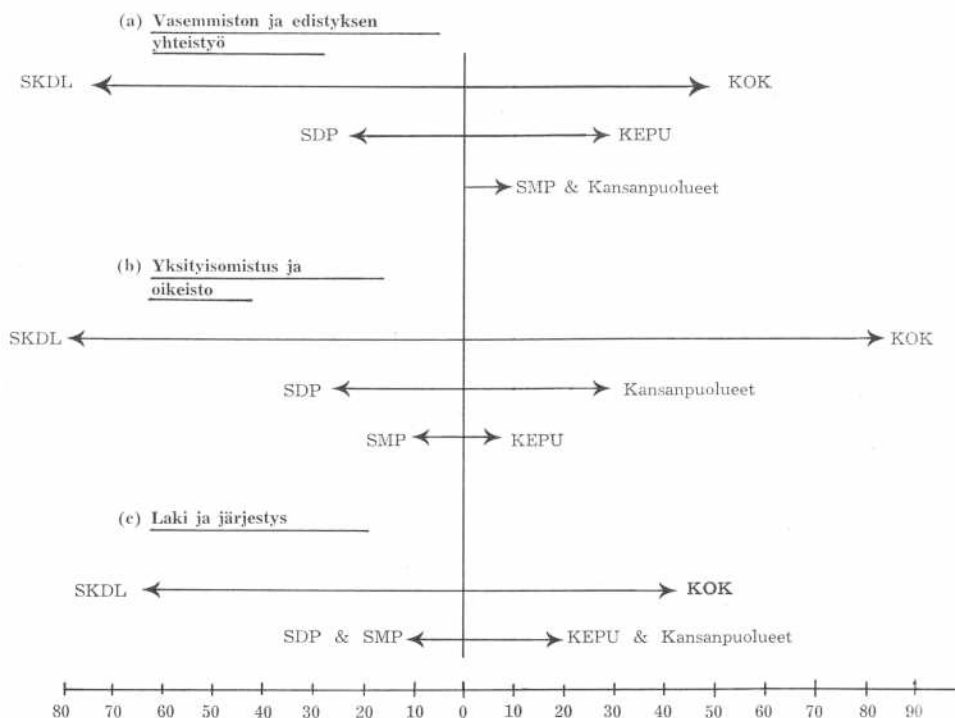 (a) Vasemmiston ja edistyksen
yhteistyö
SKDL KOK
SDP KEPU
SMP & Kansanpuolueet
(b) Yksityisomistus ja
oikeisto
SKDL KOK
SDP Kansanpuolueet
SMP KEPU
(c) Laki ja järjestys
SKDL KOK
SDP & SMP KEPU & Kansanpuolueet
80 70 60 50 40 30 20 10 0 10 20 30 40 50 60 70 80 90